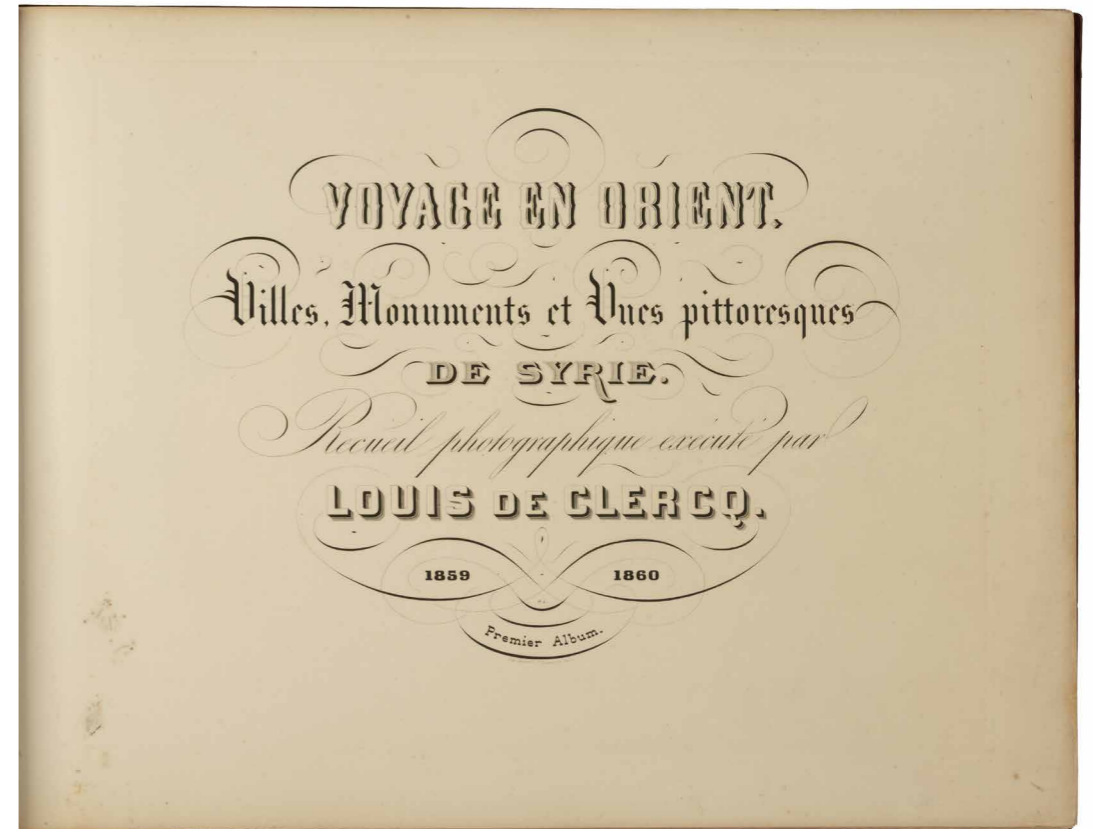 VOYAGE EN ORIENT.
Villes, Monuments et Vues pittoresques
DE SYRIE.
Recueil photographique exécuté par
LOUIS DE CLERCQ.
1859 1860
Premier Album.